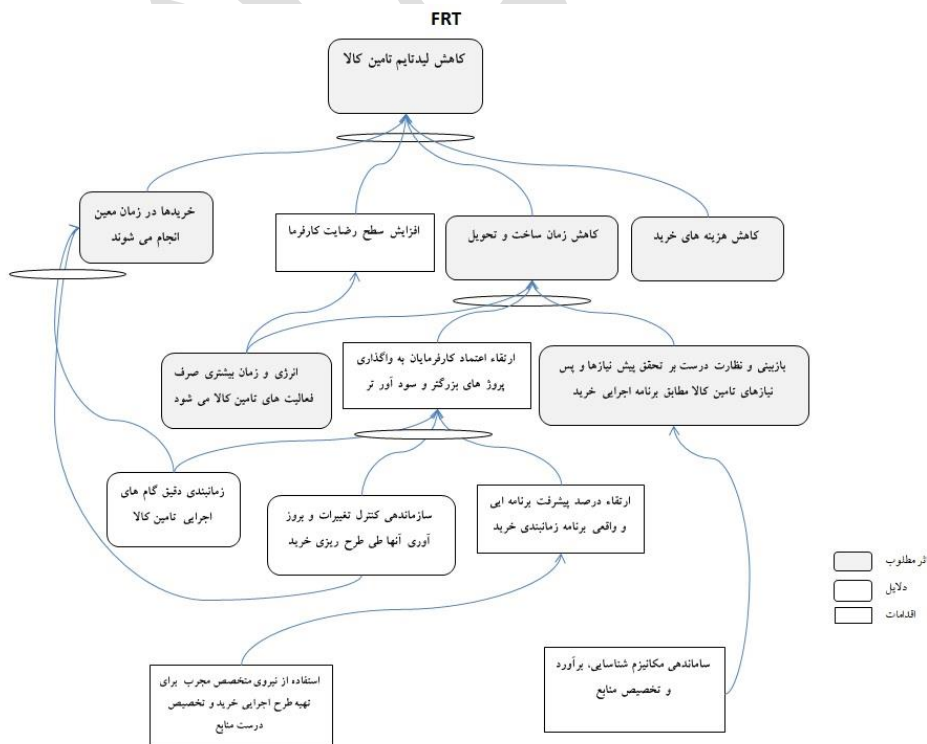 FRT
کاهش لیدتایم تامین کالا
خریدها در زمان معین
انجام می شوند
افزایش سطح رضایت کارفرما
کاهش زمان ساخت و تحویل
کاهش هزینه های خرید
انرژی و زمان بیشتری صرف
فعالیت های تامین کالا می شود
ارتقاء اعتماد کارفرمایان به واگذاری
پروژ های بزرگتر و سود آور تر
بازبینی و نظارت درست بر تحقق پیش نیازها و پس
نیازهای تامین کالا مطابق برنامه اجرایی خرید
زمانبندی دقیق گام های
اجرایی تامین کالا
سازماندهی کنترل تغییرات و بروز
آوری آنها طی طرح ریزی خرید
ارتقاء درصد پیشرفت برنامه ایی
و واقعی برنامه زمانبندی خرید
استفاده از نیروی متخصص مجرب برای
تهیه طرح اجرایی خرید و تخصیص
درست منابع
ساماندهی مکانیزم شناسایی، برآورد
و تخصیص منابع
ثر مطلوب
دلایل
اقدامات